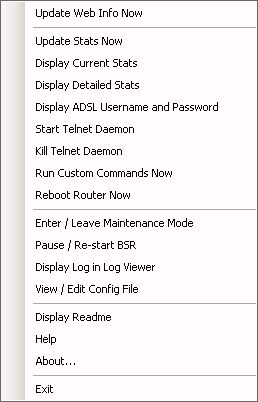 Update Web Info Now
Update Stats Now
Display Current Stats
Display Detailed Stats
Display ADSL Username and Password
Start Telnet Daemon
Kill Telnet Daemon
Run Custom Commands Now
Reboot Router Now
Enter / Leave Maintenance Mode
Pause / Re-start BSR
Display Log in Log Viewer
View / Edit Config File
Display Readme
Help
About...
Exit